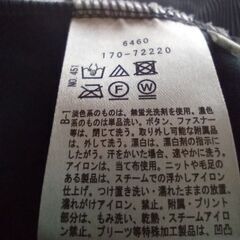 6460
170-72220
NO.451
B-1
淡色系のものは、無蛍光洗剤を使用。濃色
系のものは単品洗い。ボタン、ファスナー
等は、閉じて洗う。取り外し可能な附属品
は、外して洗う。漂白は、漂白剤の指示に
したがう。汗をかいた場合、速やかに洗う。
アイロンは、当て布使用。ニットや毛足の
ある製品は、スチームでの浮かしアイロン
仕上げ。つけ置き洗い・濡れたままの放置、
濡れがけアイロン、禁止。附属・プリント
部分は、もみ洗い、乾熱・スチームアイロ
ン禁止。プリーツ等特殊加工製品は、